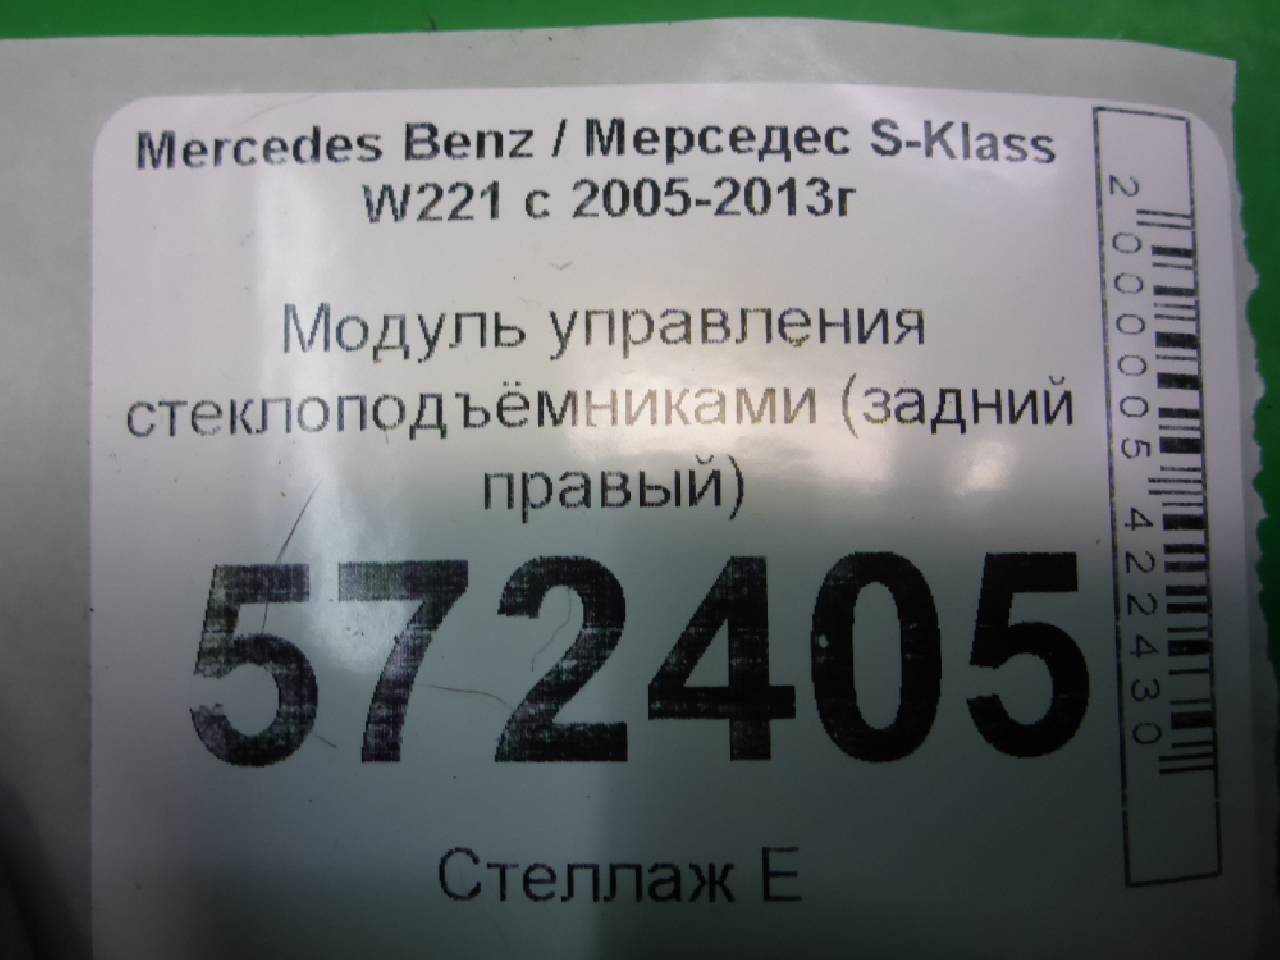 Mercedes Benz / Мерседес S-Klass
W221 с 2005-2013г
Модуль управления
стеклоподъёмниками (задний
правый)
572405
Стеллаж Е
2000005422430